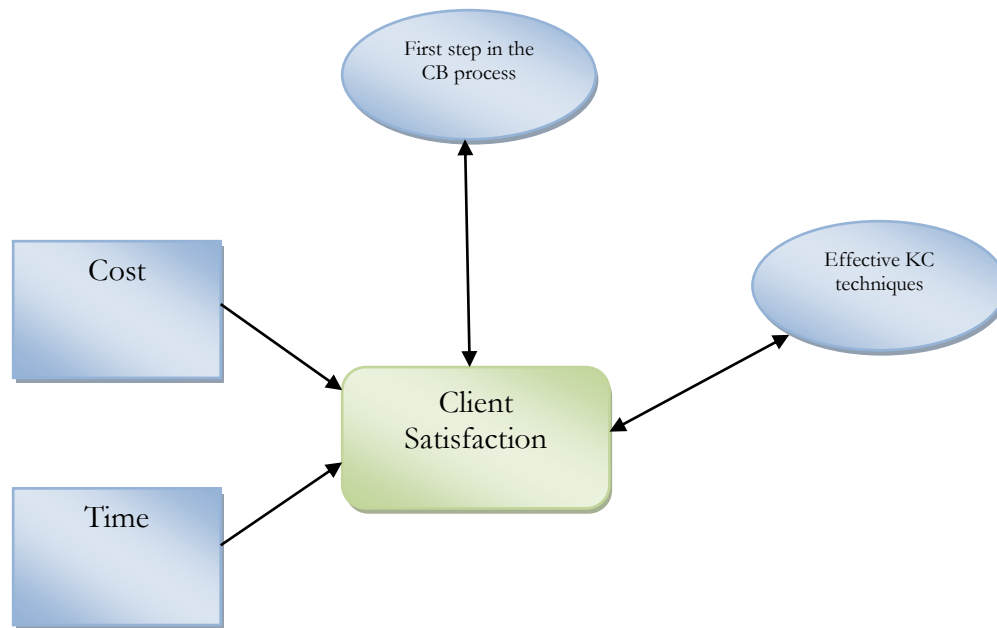 First step in the
CB process
Effective KC
techniques
Cost
Client
Satisfaction
Time